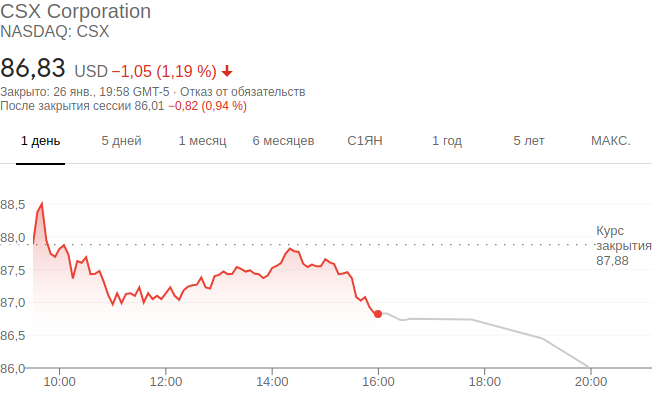 CSX Corporation
NASDAQ: CSX
86,83 USD −1,05 (1,19 %)
Закрыто: 26 янв., 19:58 GMT-5 · Отказ от обязательств
После закрытия сессии 86,01 −0,82 (0,94 %)
1 день 5 дней 1 месяц 6 месяцев С1ЯН 1 год 5 лет МАКС.
88,5
Курс
88,0
закрытия
87,88
87,5
87,0
86,5
86,0
10:00 12:00 14:00 16:00 18:00 20:00